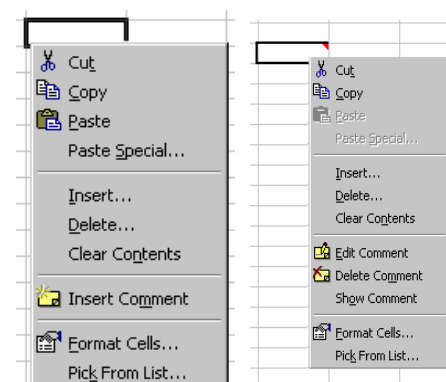 Cut
Copy
Paste
Paste Special...
Insert...
Delete...
Clear Contents
Insert Comment
Format Cells...
Pick From List...
Cut
Copy
Paste
Paste Special...
Insert...
Delete...
Clear Contents
Edit Comment
Delete Comment
Show Comment
Format Cells...
Pick From List...